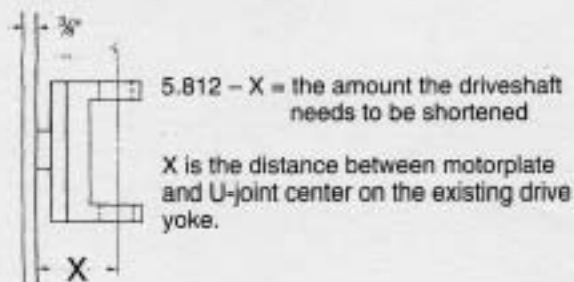 3/8"
5.812 – X = the amount the driveshaft
needs to be shortened
X is the distance between motorplate
and U-joint center on the existing drive
yoke.
X